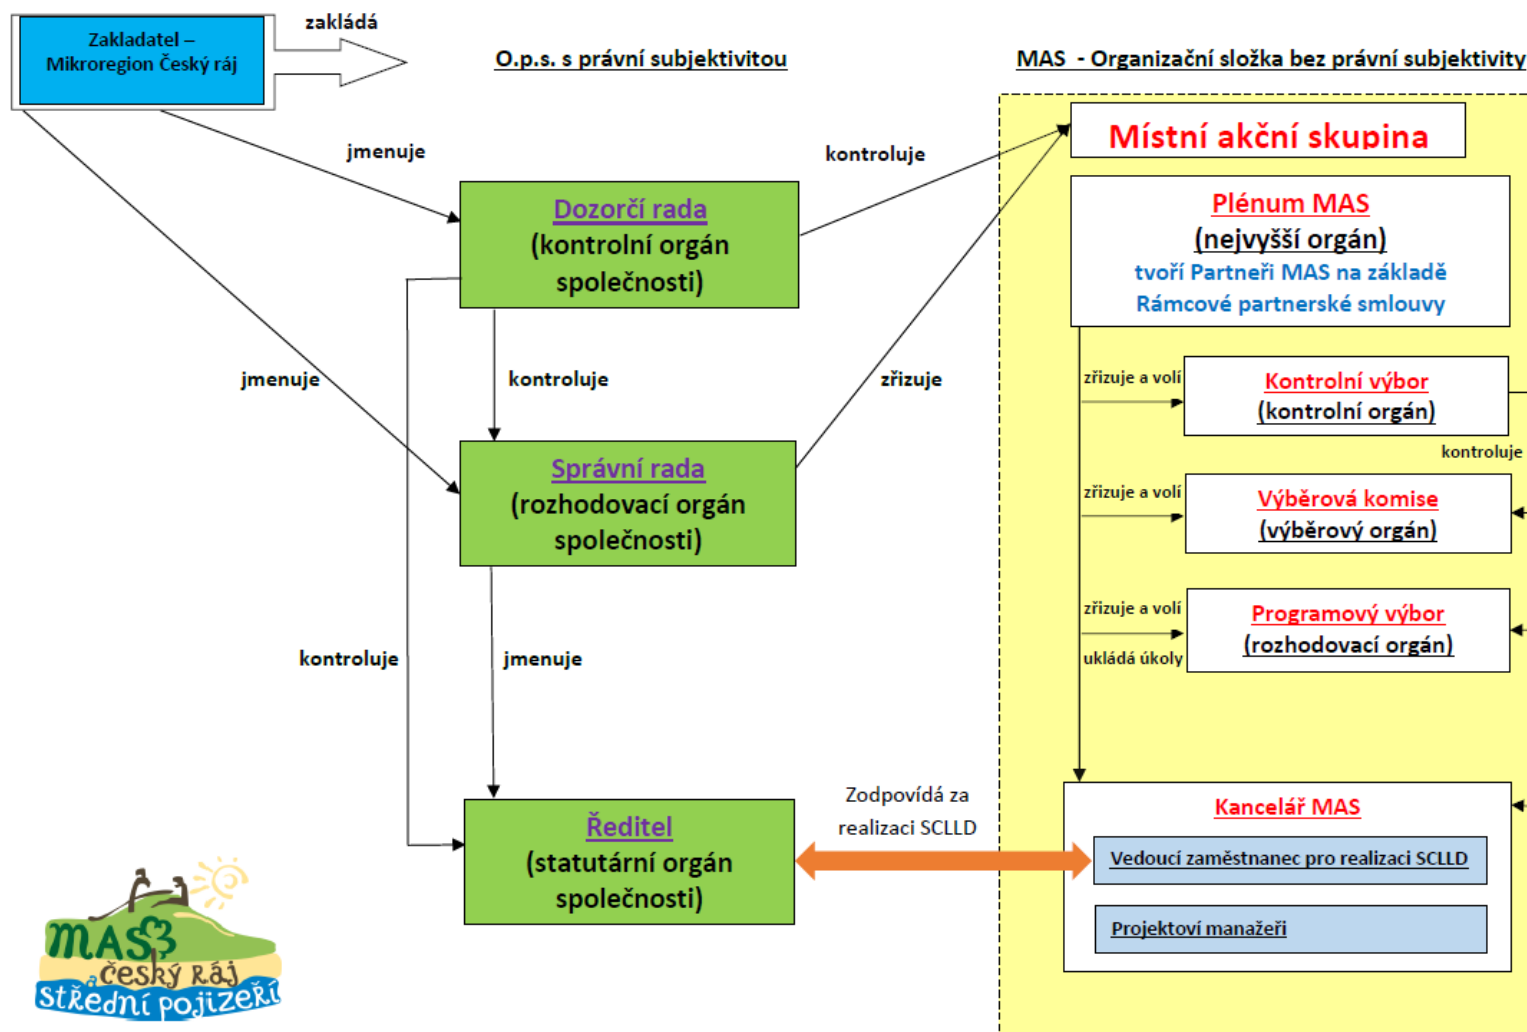 zakládá
Zakladatel –
Mikroregion Český ráj
O.p.s. s právní subjektivitou
MAS - Organizační složka bez právní subjektivity
jmenuje
kontroluje
Místní akční skupina
Dozorčí rada
(kontrolní orgán
společnosti)
Plénum MAS
(nejvyšší orgán)
tvoří Partneři MAS na základě
Rámcové partnerské smlouvy
jmenuje
kontroluje
zřizuje
zřizuje a volí
Kontrolní výbor
(kontrolní orgán)
kontroluje
Správní rada
(rozhodovací orgán
společnosti)
zřizuje a volí
Výběrová komise
(výběrový orgán)
zřizuje a volí
ukládá úkoly
Programový výbor
(rozhodovací orgán)
kontroluje
jmenuje
Ředitel
(statutární orgán
společnosti)
Zodpovídá za
realizaci SCLLD
Kancelář MAS
Vedoucí zaměstnanec pro realizaci SCLLD
Projektoví manažeři
MAS
český ráj
a
střední pojizeří